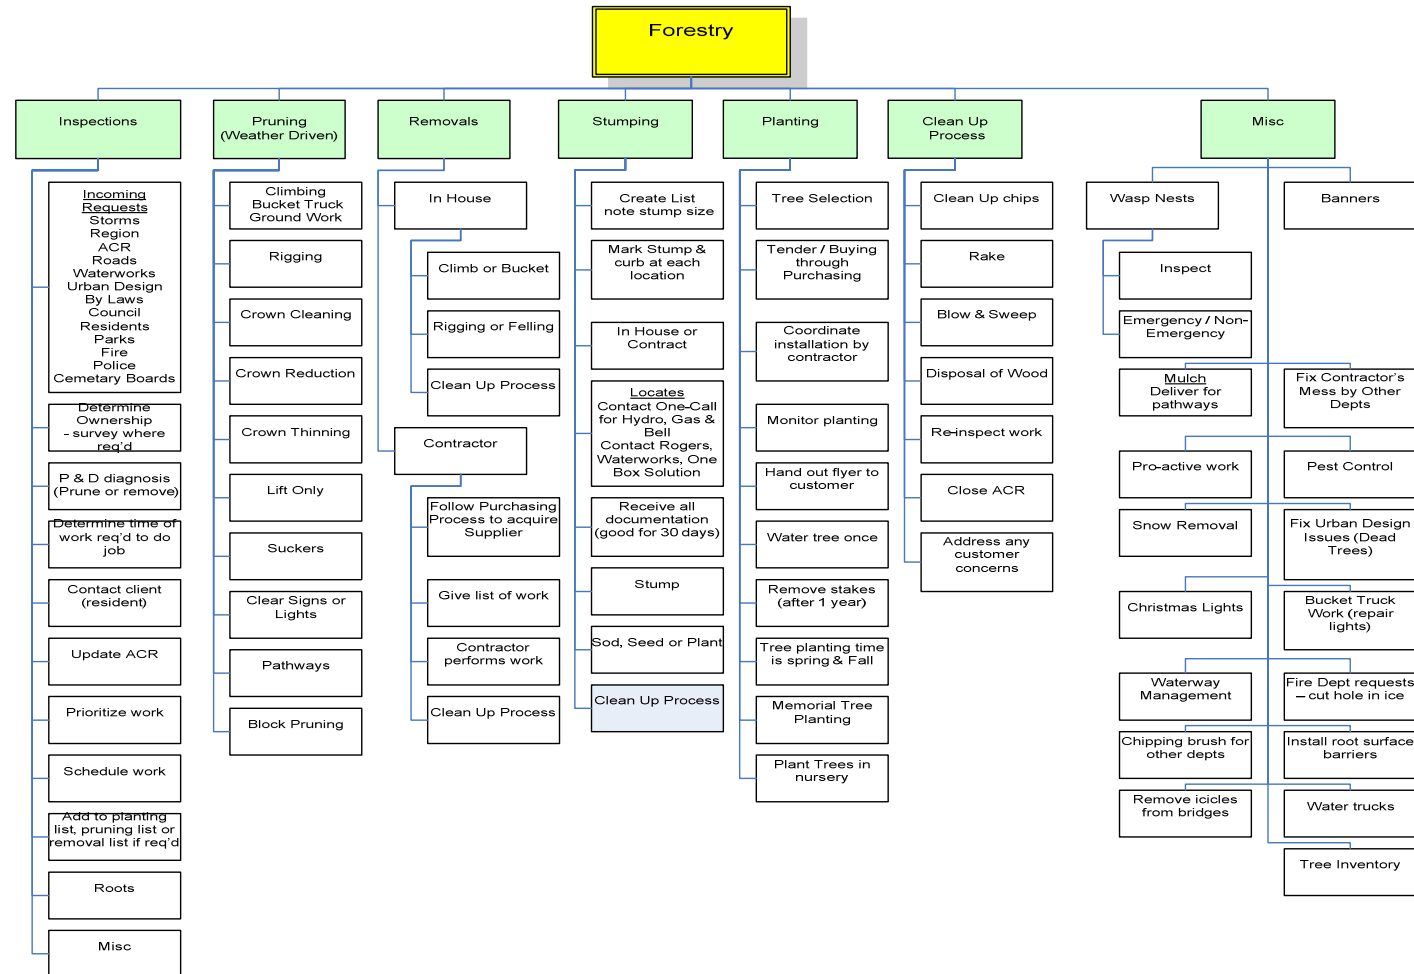 Forestry
Inspections
Incoming
Requests
Storms
Region
ACR
Roads
Waterworks
Urban Design
By Laws
Council
Residents
Parks
Fire
Police
Cemetary Boards
Determine
Ownership
- survey where
req'd
P & D diagnosis
(Prune or remove)
Determine time of
work req'd to do
job
Contact client
(resident)
Update ACR
Prioritize work
Schedule work
Add to planting
list, pruning list or
removal list if req'd
Roots
Misc
Pruning
(Weather Driven)
Climbing
Bucket Truck
Ground Work
Rigging
Crown Cleaning
Crown Reduction
Crown Thinning
Lift Only
Suckers
Clear Signs or
Lights
Pathways
Block Pruning
Removals
In House
Climb or Bucket
Rigging or Felling
Clean Up Process
Contractor
Follow Purchasing
Process to acquire
Supplier
Give list of work
Contractor
performs work
Clean Up Process
Stumping
Create List
note stump size
Mark Stump &
curb at each
location
In House or
Contract
Locates
Contact One-Call
for Hydro, Gas &
Bell
Contact Rogers,
Waterworks, One
Box Solution
Receive all
documentation
(good for 30 days)
Stump
Sod, Seed or Plant
Clean Up Process
Planting
Tree Selection
Tender / Buying
through
Purchasing
Coordinate
installation by
contractor
Monitor planting
Hand out flyer to
customer
Water tree once
Remove stakes
(after 1 year)
Tree planting time
is spring & Fall
Memorial Tree
Planting
Plant Trees in
nursery
Clean Up
Process
Clean Up chips
Rake
Blow & Sweep
Disposal of Wood
Re-inspect work
Close ACR
Address any
customer
concerns
Misc
Wasp Nests
Inspect
Emergency / Non-
Emergency
Banners
Mulch
Deliver for
pathways
Fix Contractor's
Mess by Other
Depts
Pro-active work
Pest Control
Snow Removal
Fix Urban Design
Issues (Dead
Trees)
Christmas Lights
Bucket Truck
Work (repair
lights)
Waterway
Management
Fire Dept requests
– cut hole in ice
Chipping brush for
other depts
Install root surface
barriers
Remove icicles
from bridges
Water trucks
Tree Inventory